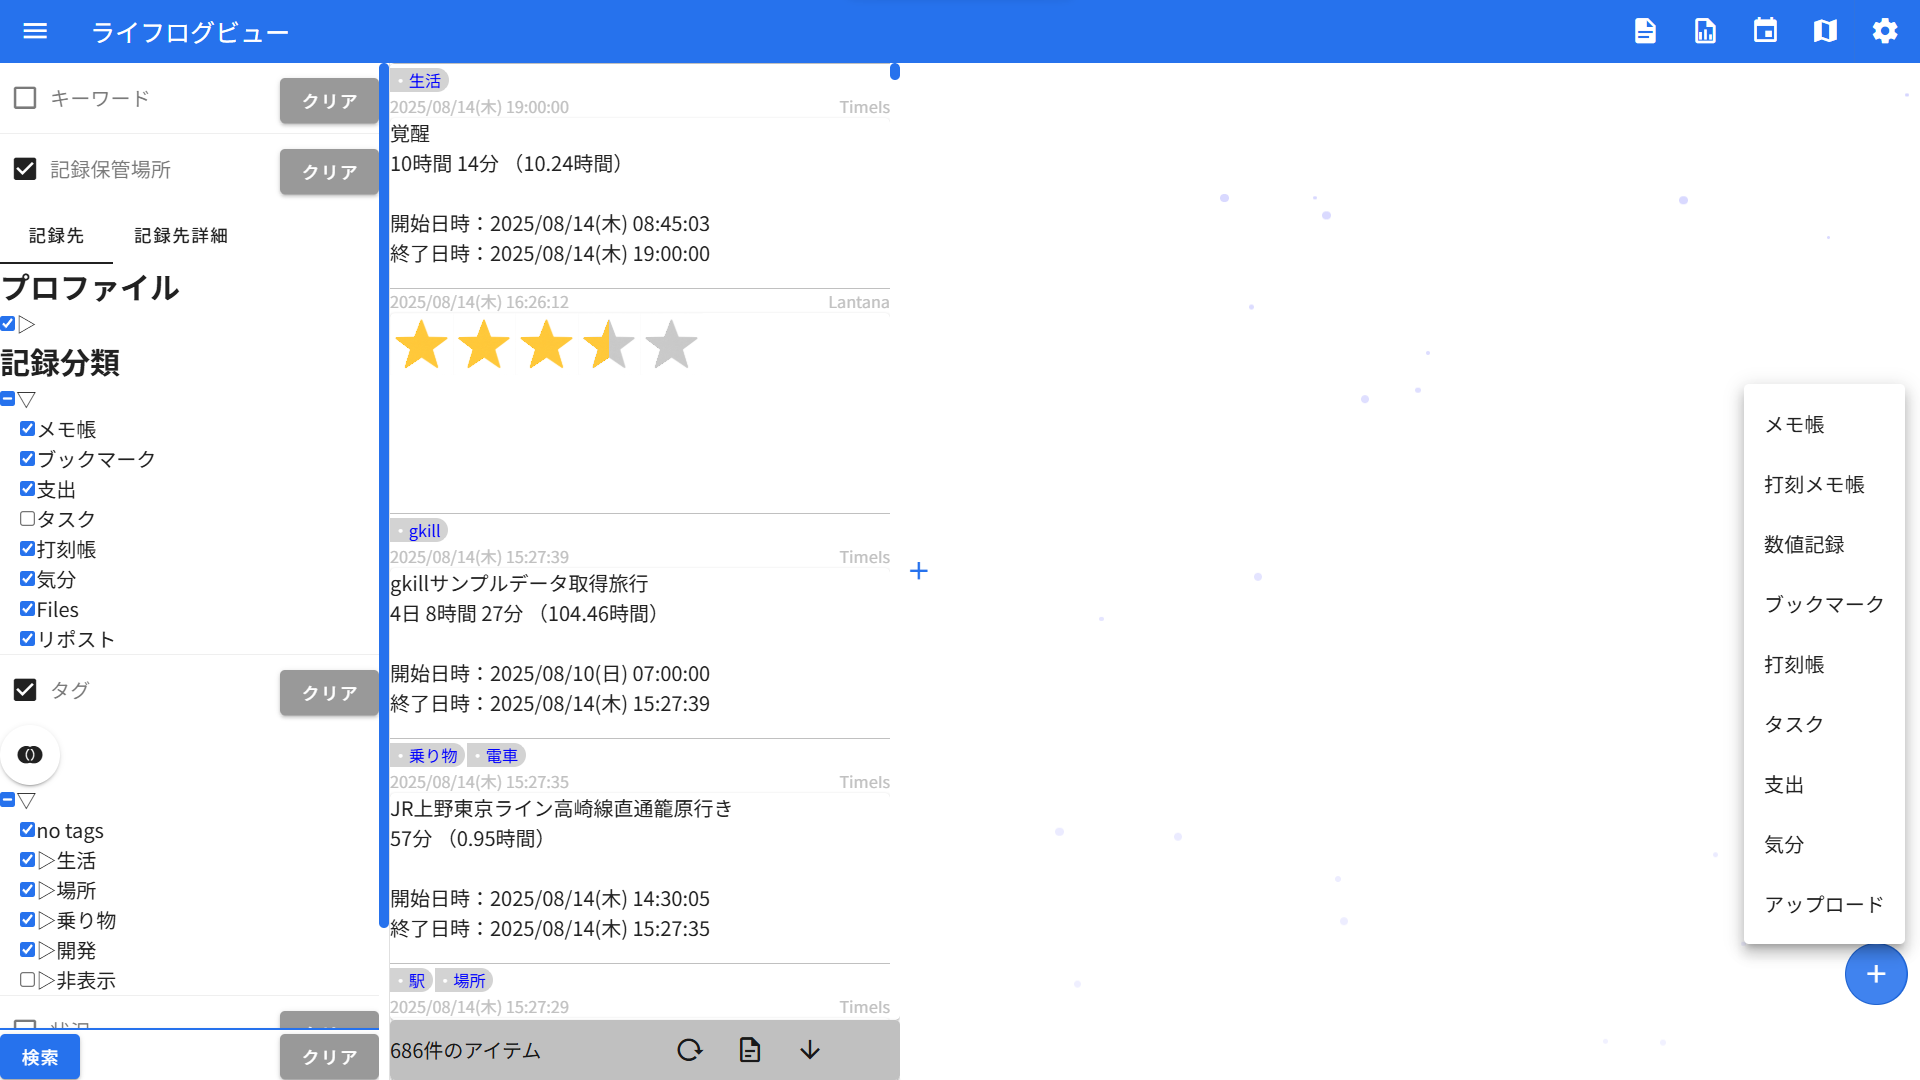 ライフログビュー
キーワード
クリア
記録保管場所
クリア
記録先
記録先詳細
プロファイル
記録分類
メモ帳
ブックマーク
支出
タスク
打刻帳
気分
Files
リポスト
タグ
クリア
no tags
生活
場所
乗り物
開発
非表示
状況
クリア
検索
クリア
・生活
2025/08/14(木) 19:00:00 TimeIs
覚醒
10時間 14分 （10.24時間）
開始日時：2025/08/14(木) 08:45:03
終了日時：2025/08/14(木) 19:00:00
2025/08/14(木) 16:26:12 Lantana
・gkill
2025/08/14(木) 15:27:39 TimeIs
gkillサンプルデータ取得旅行
4日 8時間 27分 （104.46時間）
開始日時：2025/08/10(日) 07:00:00
終了日時：2025/08/14(木) 15:27:39
・乗り物 ・電車
2025/08/14(木) 15:27:35 TimeIs
JR上野東京ライン高崎線直通籠原行き
57分 （0.95時間）
開始日時：2025/08/14(木) 14:30:05
終了日時：2025/08/14(木) 15:27:35
・駅 ・場所
2025/08/14(木) 15:27:29 TimeIs
686件のアイテム
メモ帳
打刻メモ帳
数値記録
ブックマーク
打刻帳
タスク
支出
気分
アップロード